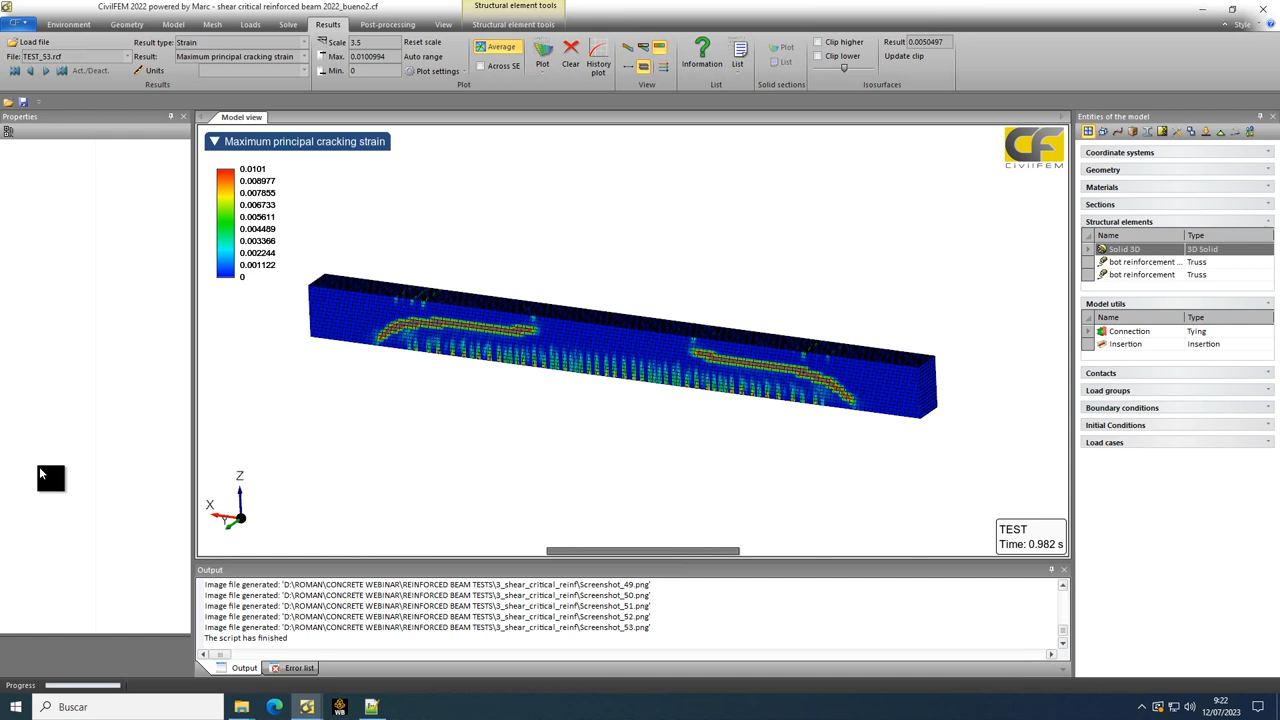 CivilFEM 2022 powered by Marc - shear critical reinforced beam 2022_bueno2.cf
Structural element tools
CF
Environment
Geometry
Model
Mesh
Loads
Solve
Results
Post-processing
View
Structural element tools
Style
Load file
Result type: Strain
Scale 3.5 Reset scale
Average
Clip higher
Result 0.0050497
File: TEST_53.rcf
Result: Maximum principal cracking strain
Max. 0.0100994 Auto range
Across SE
Plot
Clear
History plot
Information
List
Plot
List
Clip lower
Update clip
Act./Deact.
Units
Min. 0
Plot settings
Results
Plot
View
List
Solid sections
Isosurfaces
Properties
Model view
Entities of the model
Maximum principal cracking strain
CIVILFEM
0.0101
0.008977
0.007855
0.006733
0.005611
0.004489
0.003366
0.002244
0.001122
0
Coordinate systems
Geometry
Materials
Sections
Structural elements
Name Type
Solid 3D 3D Solid
bot reinforcement ... Truss
bot reinforcement Truss
Model utils
Name Type
Connection Tying
Insertion Insertion
Contacts
Load groups
Boundary conditions
Initial Conditions
Load cases
Z
X
Y
TEST
Time: 0.982 s
Output
Image file generated: 'D:\ROMAN\CONCRETE WEBINAR\REINFORCED BEAM TESTS\3_shear_critical_reinf\Screenshot_49.png'
Image file generated: 'D:\ROMAN\CONCRETE WEBINAR\REINFORCED BEAM TESTS\3_shear_critical_reinf\Screenshot_50.png'
Image file generated: 'D:\ROMAN\CONCRETE WEBINAR\REINFORCED BEAM TESTS\3_shear_critical_reinf\Screenshot_51.png'
Image file generated: 'D:\ROMAN\CONCRETE WEBINAR\REINFORCED BEAM TESTS\3_shear_critical_reinf\Screenshot_52.png'
Image file generated: 'D:\ROMAN\CONCRETE WEBINAR\REINFORCED BEAM TESTS\3_shear_critical_reinf\Screenshot_53.png'
The script has finished
Output
Error list
Progress
Buscar
WB
9:22
12/07/2023